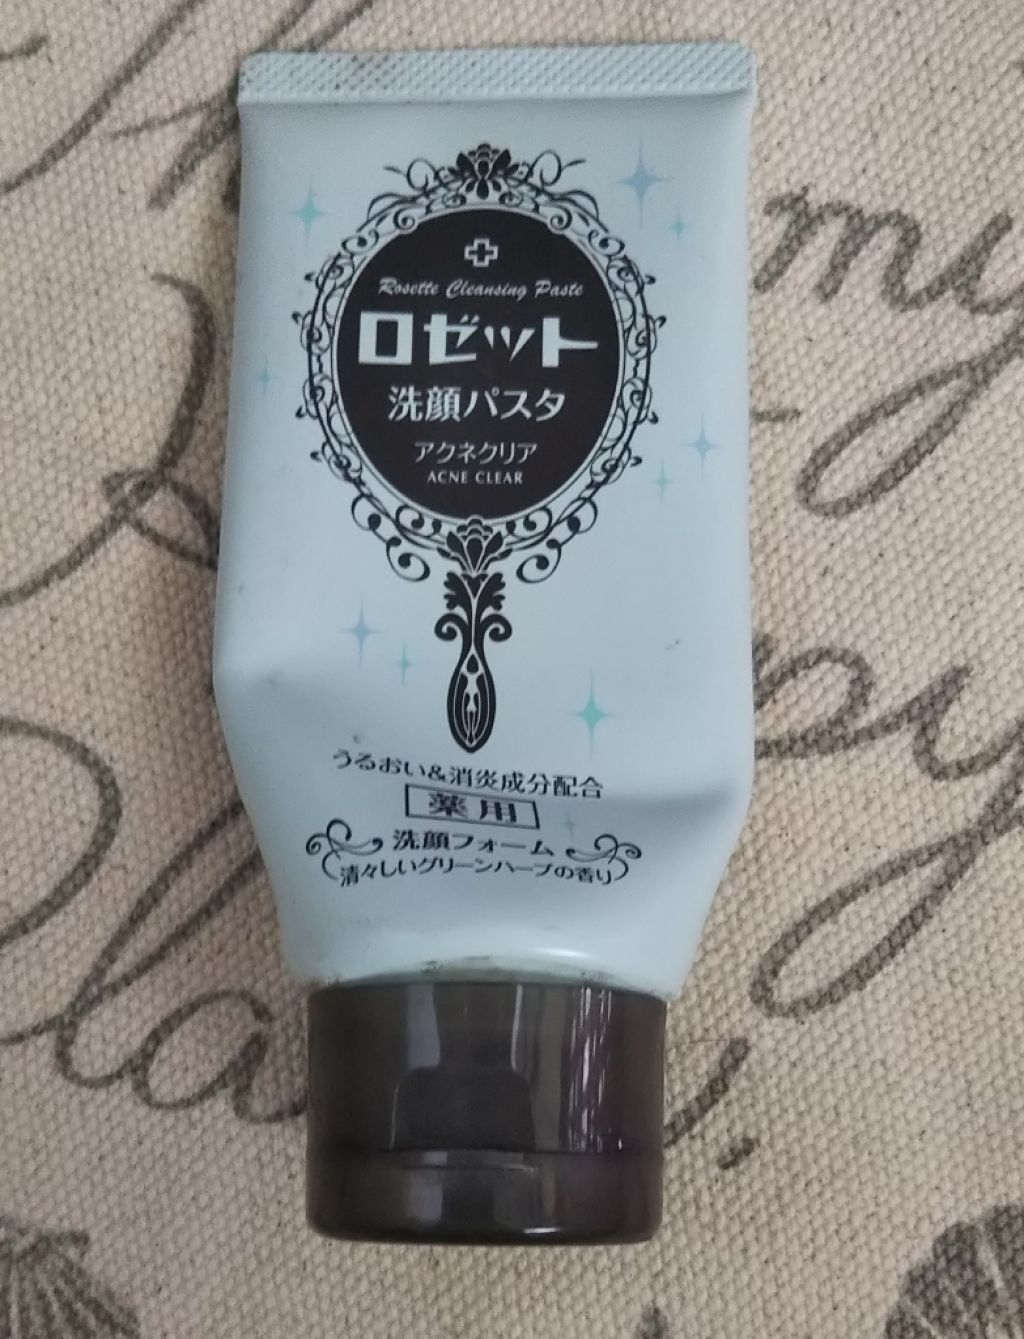 Rosette Cleansing Paste
ロゼット
洗顔パスタ
アクネクリア
ACNE CLEAR
うるおい&消炎成分配合
薬用
洗顔フォーム
清々しいグリーンハーブの香り
my